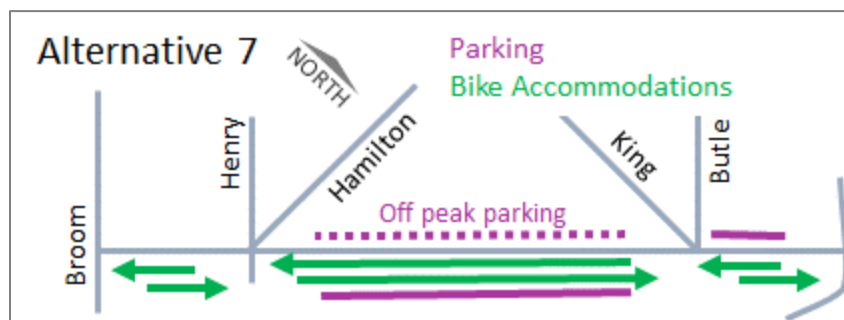 Alternative 7
NORTH
Parking
Bike Accommodations
Henry
Hamilton
King
Butle
Off peak parking
Broom